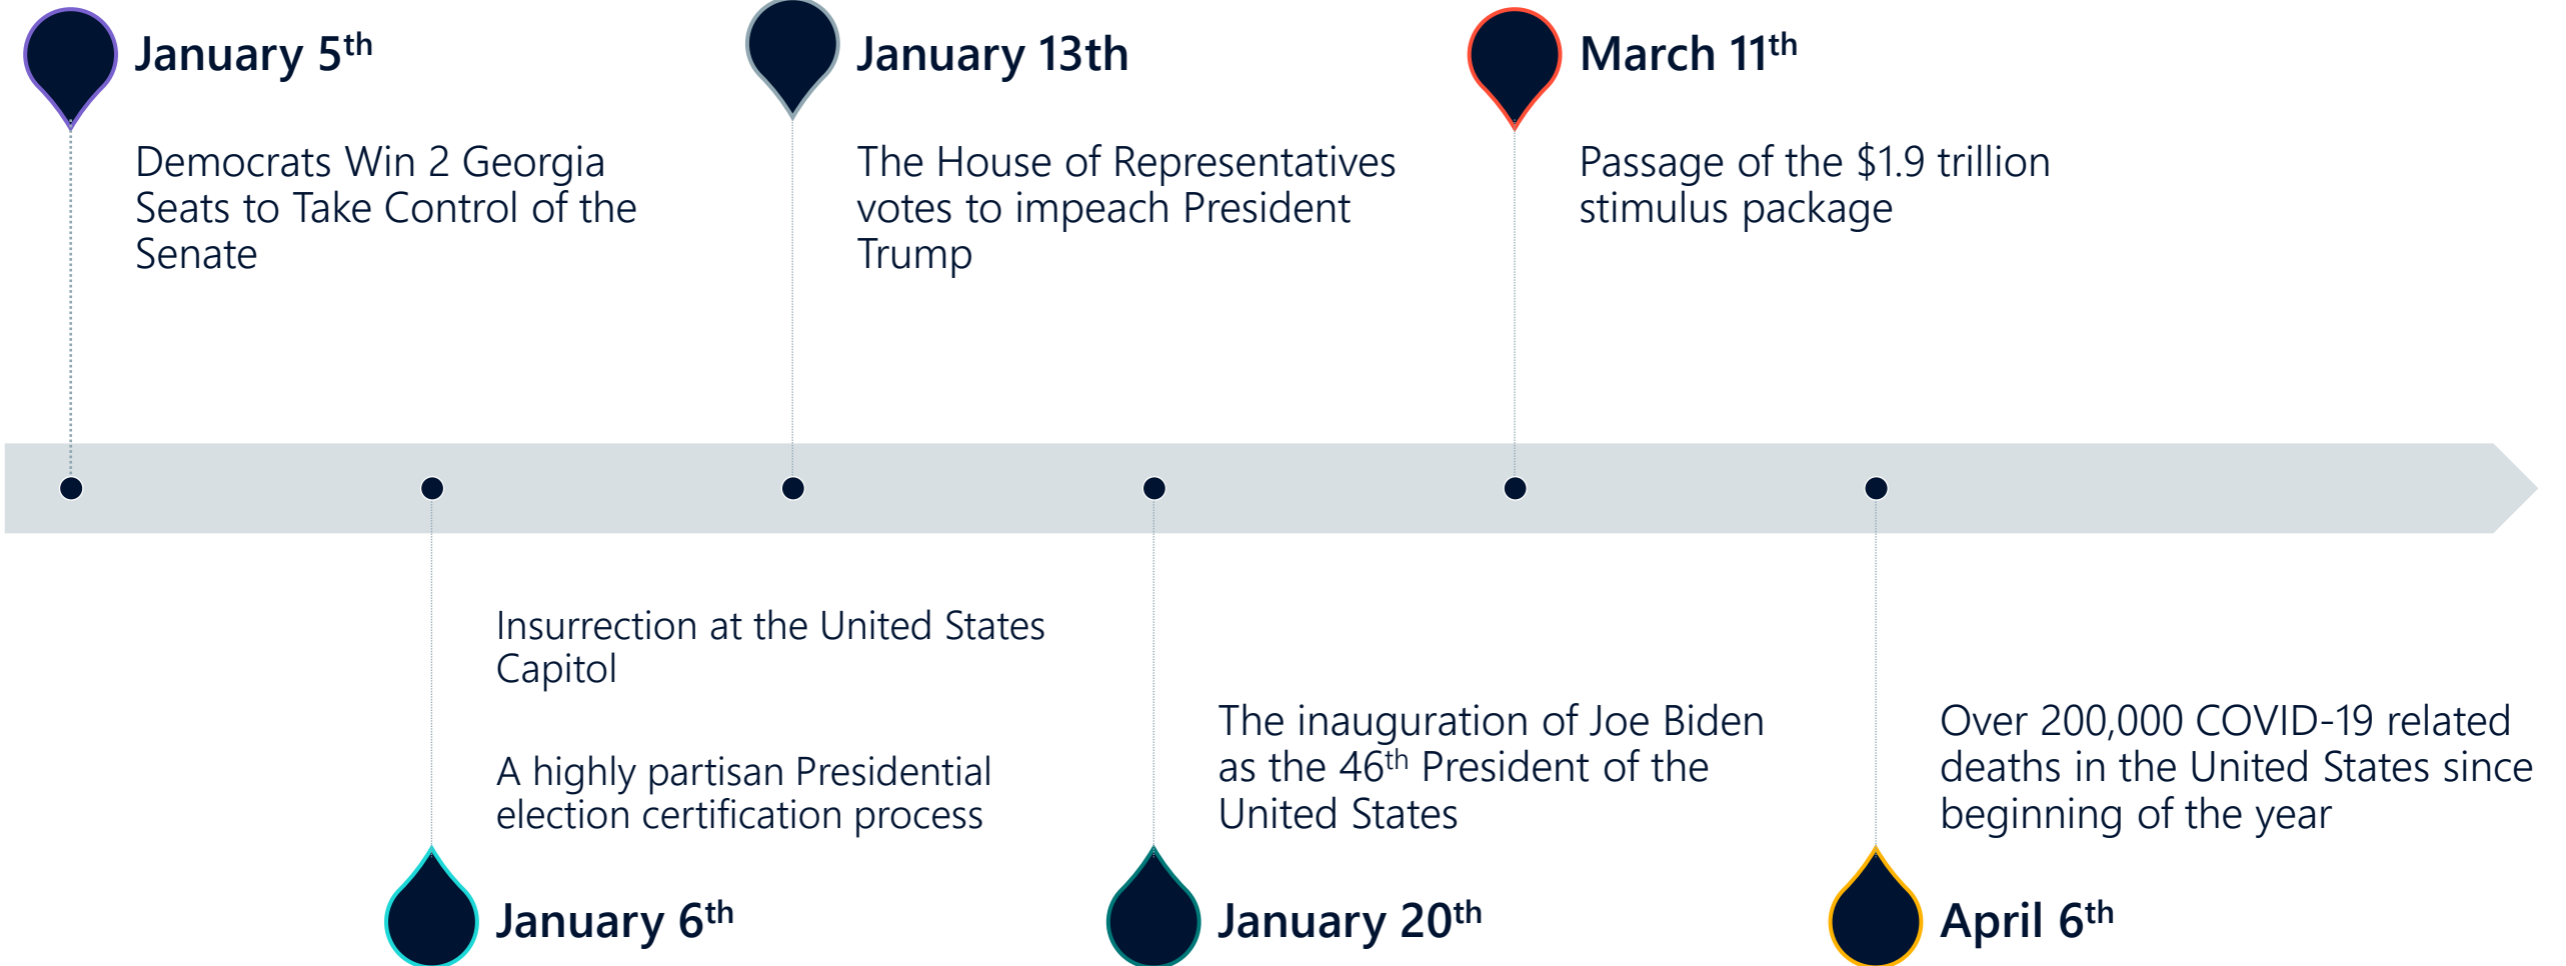 January 5th
Democrats Win 2 Georgia
Seats to Take Control of the
Senate
January 13th
The House of Representatives
votes to impeach President
Trump
March 11th
Passage of the $1.9 trillion
stimulus package
Insurrection at the United States
Capitol
A highly partisan Presidential
election certification process
January 6th
The inauguration of Joe Biden
as the 46th President of the
United States
January 20th
Over 200,000 COVID-19 related
deaths in the United States since
beginning of the year
April 6th